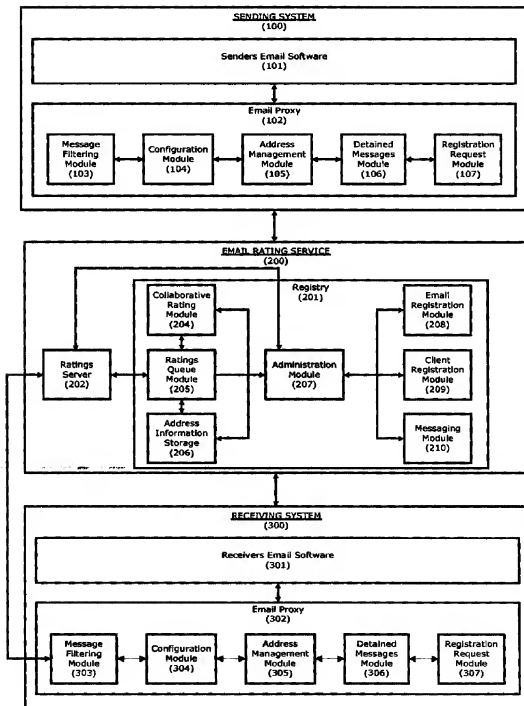 SENDING SYSTEM
(100)
Senders Email Software
(101)
Email Proxy
(102)
Message
Filtering
Module
(103)
Configuration
Module
(104)
Address
Management
Module
(105)
Detained
Messages
Module
(106)
Registration
Request
Module
(107)
EMAIL RATING SERVICE
(200)
Registry
(201)
Collaborative
Rating
Module
(204)
Email
Registration
Module
(208)
Ratings
Server
(202)
Ratings
Queue
Module
(205)
Administration
Module
(207)
Client
Registration
Module
(209)
Address
Information
Storage
(206)
Messaging
Module
(210)
RECEIVING SYSTEM
(300)
Receivers Email Software
(301)
Email Proxy
(302)
Message
Filtering
Module
(303)
Configuration
Module
(304)
Address
Management
Module
(305)
Detained
Messages
Module
(306)
Registration
Request
Module
(307)